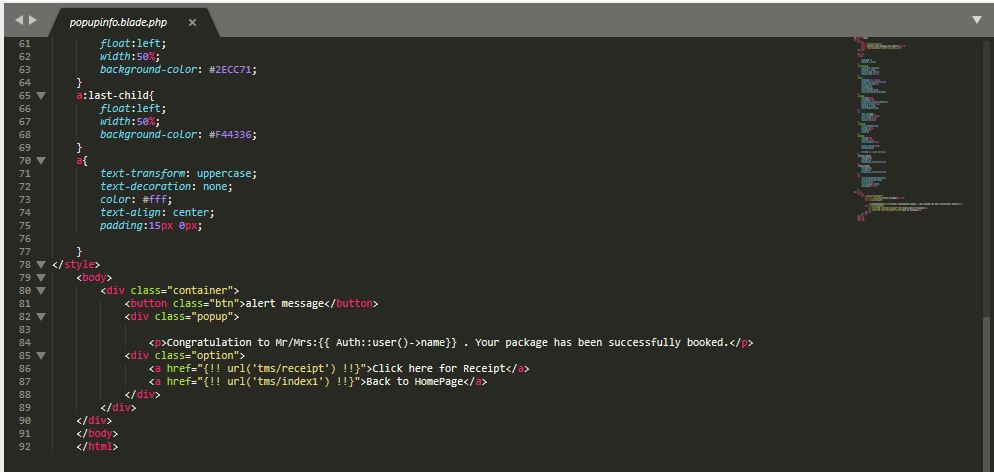 popupinfo.blade.php
61 float:left;
62 width:50%;
63 background-color: #2ECC71;
64 }
65 a:last-child{
66 float:left;
67 width:50%;
68 background-color: #F44336;
69 }
70 a{
71 text-transform: uppercase;
72 text-decoration: none;
73 color: #fff;
74 text-align: center;
75 padding:15px 0px;
76
77 }
78 </style>
79 <body>
80 <div class="container">
81 <button class="btn">alert message</button>
82 <div class="popup">
83
84 <p>Congratulation to Mr/Mrs:{{ Auth::user()->name}} . Your package has been successfully booked.</p>
85 <div class="option">
86 <a href="{!! url('tms/receipt') !!}">Click here for Receipt</a>
87 <a href="{!! url('tms/index1') !!}">Back to HomePage</a>
88 </div>
89 </div>
90 </div>
91 </body>
92 </html>